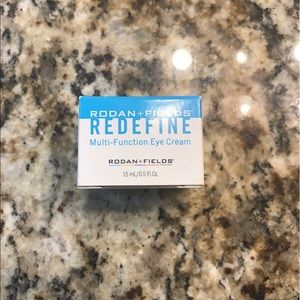 RODAN+FIELDS®
REDEFINE
Multi-Function Eye Cream
RODAN+FIELDS®
15 mL/0.5 Fl.Oz.